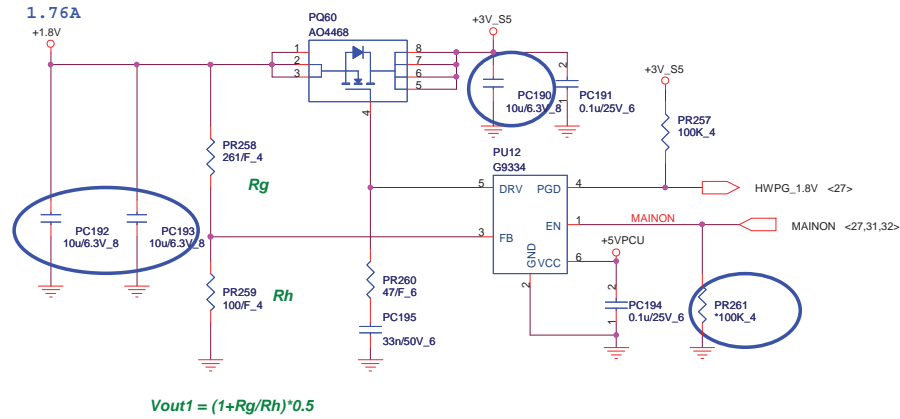 1.76A
+1.8V
PQ60
AO4468
1
2
3
8
7
6
5
4
+3V_S5
PC190
10u/6.3V_8
2
1
PC191
0.1u/25V_6
+3V_S5
PR257
100K_4
PR258
261/F_4
Rg
PU12
G9334
5
DRV
PGD
4
HWPG_1.8V <27>
3
FB
EN
1
MAINON
MAINON <27,31,32>
GND
VCC
6
2
+5VPCU
PC192
10u/6.3V_8
PC193
10u/6.3V_8
PR259
100/F_4
Rh
PR260
47/F_6
PC195
33n/50V_6
2
1
PC194
0.1u/25V_6
PR261
*100K_4
Vout1 = (1+Rg/Rh)*0.5